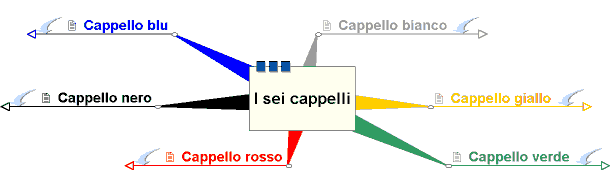 Cappello blu
Cappello bianco
I sei cappelli
Cappello nero
Cappello giallo
Cappello rosso
Cappello verde